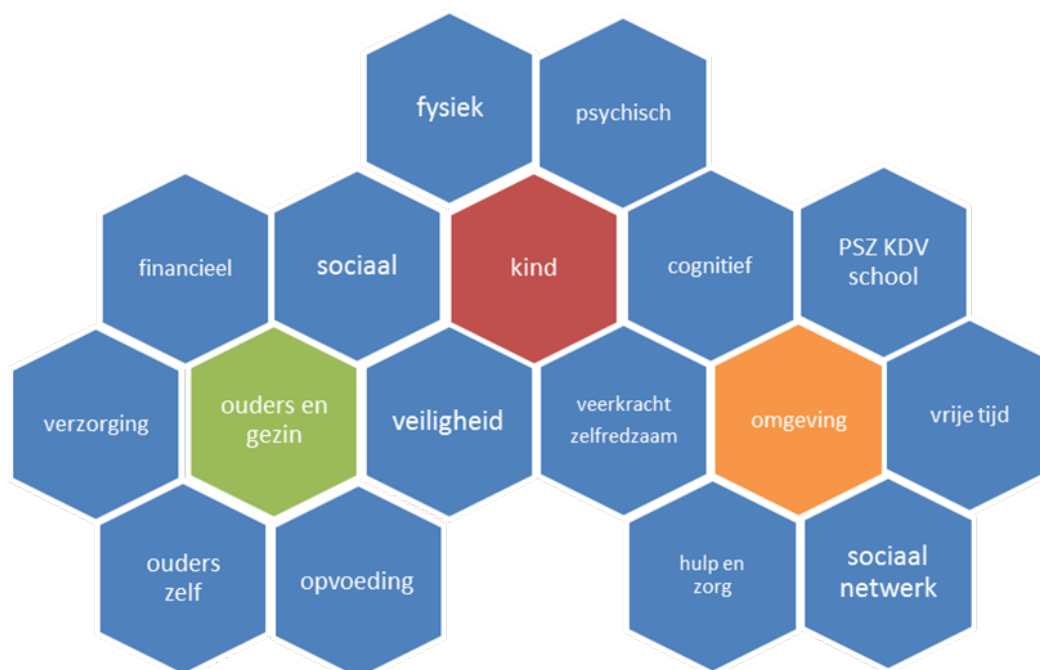 fysiek
psychisch
financieel
sociaal
kind
cognitief
PSZ KDV
school
verzorging
ouders en
gezin
veiligheid
veerkracht
zelfredzaam
omgeving
vrije tijd
ouders
zelf
opvoeding
hulp en
zorg
sociaal
netwerk